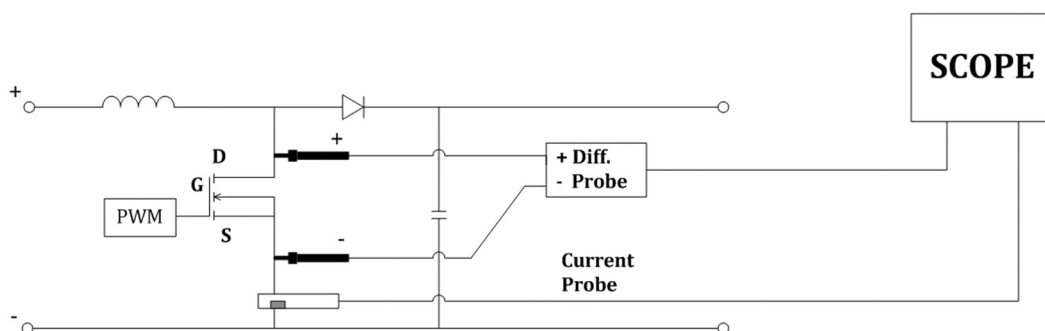 SCOPE
+
+
D
+ Diff.
- Probe
G
PWM
S
-
Current
Probe
-